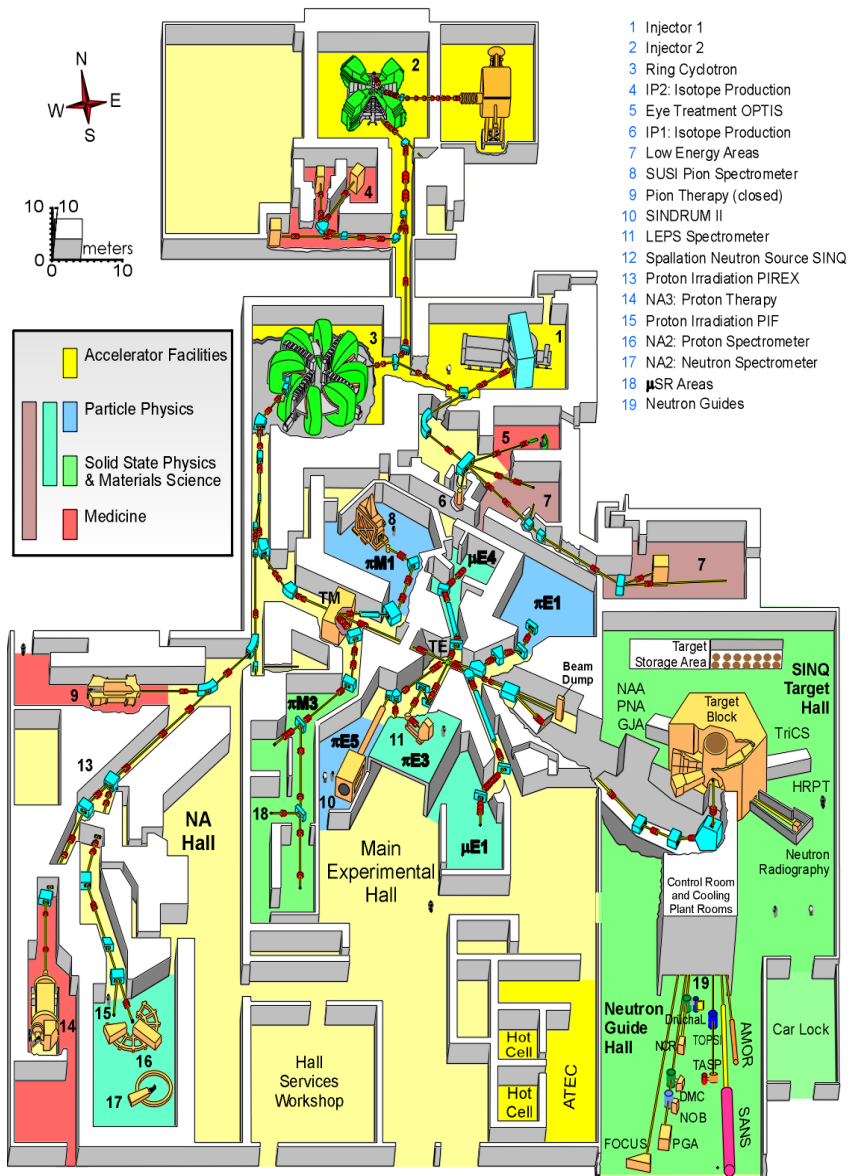 N
W E
S
10 10
meters
0
0 10
1 Injector 1
2 Injector 2
3 Ring Cyclotron
4 IP2: Isotope Production
5 Eye Treatment OPTIS
6 IP1: Isotope Production
7 Low Energy Areas
8 SUSI Pion Spectrometer
9 Pion Therapy (closed)
10 SINDRUM II
11 LEPS Spectrometer
12 Spallation Neutron Source SINQ
13 Proton Irradiation PIREX
14 NA3: Proton Therapy
15 Proton Irradiation PIF
16 NA2: Proton Spectrometer
17 NA2: Neutron Spectrometer
18 µSR Areas
19 Neutron Guides
Accelerator Facilities
Particle Physics
Solid State Physics
& Materials Science
Medicine
2
4
3
1
5
6
7
8
7
πM1
µE4
πE1
TM
TE
Beam
Dump
9
πM3
πE5
11
πE3
10
13
18
NA
Hall
µE1
Main
Experimental
Hall
Target
Storage Area
SINQ
Target
Hall
NAA
PNA
GJA
Target
Block
TriCS
HRPT
Neutron
Radiography
Control Room
and Cooling
Plant Rooms
14
15
16
17
Hall
Services
Workshop
Hot
Cell
Hot
Cell
ATEC
19
Neutron
Guide
Hall
DrüchaL
TOPSI
NCR
TASP
AMOR
DMC
NOB
SANS
FOCUS
PGA
Car Lock